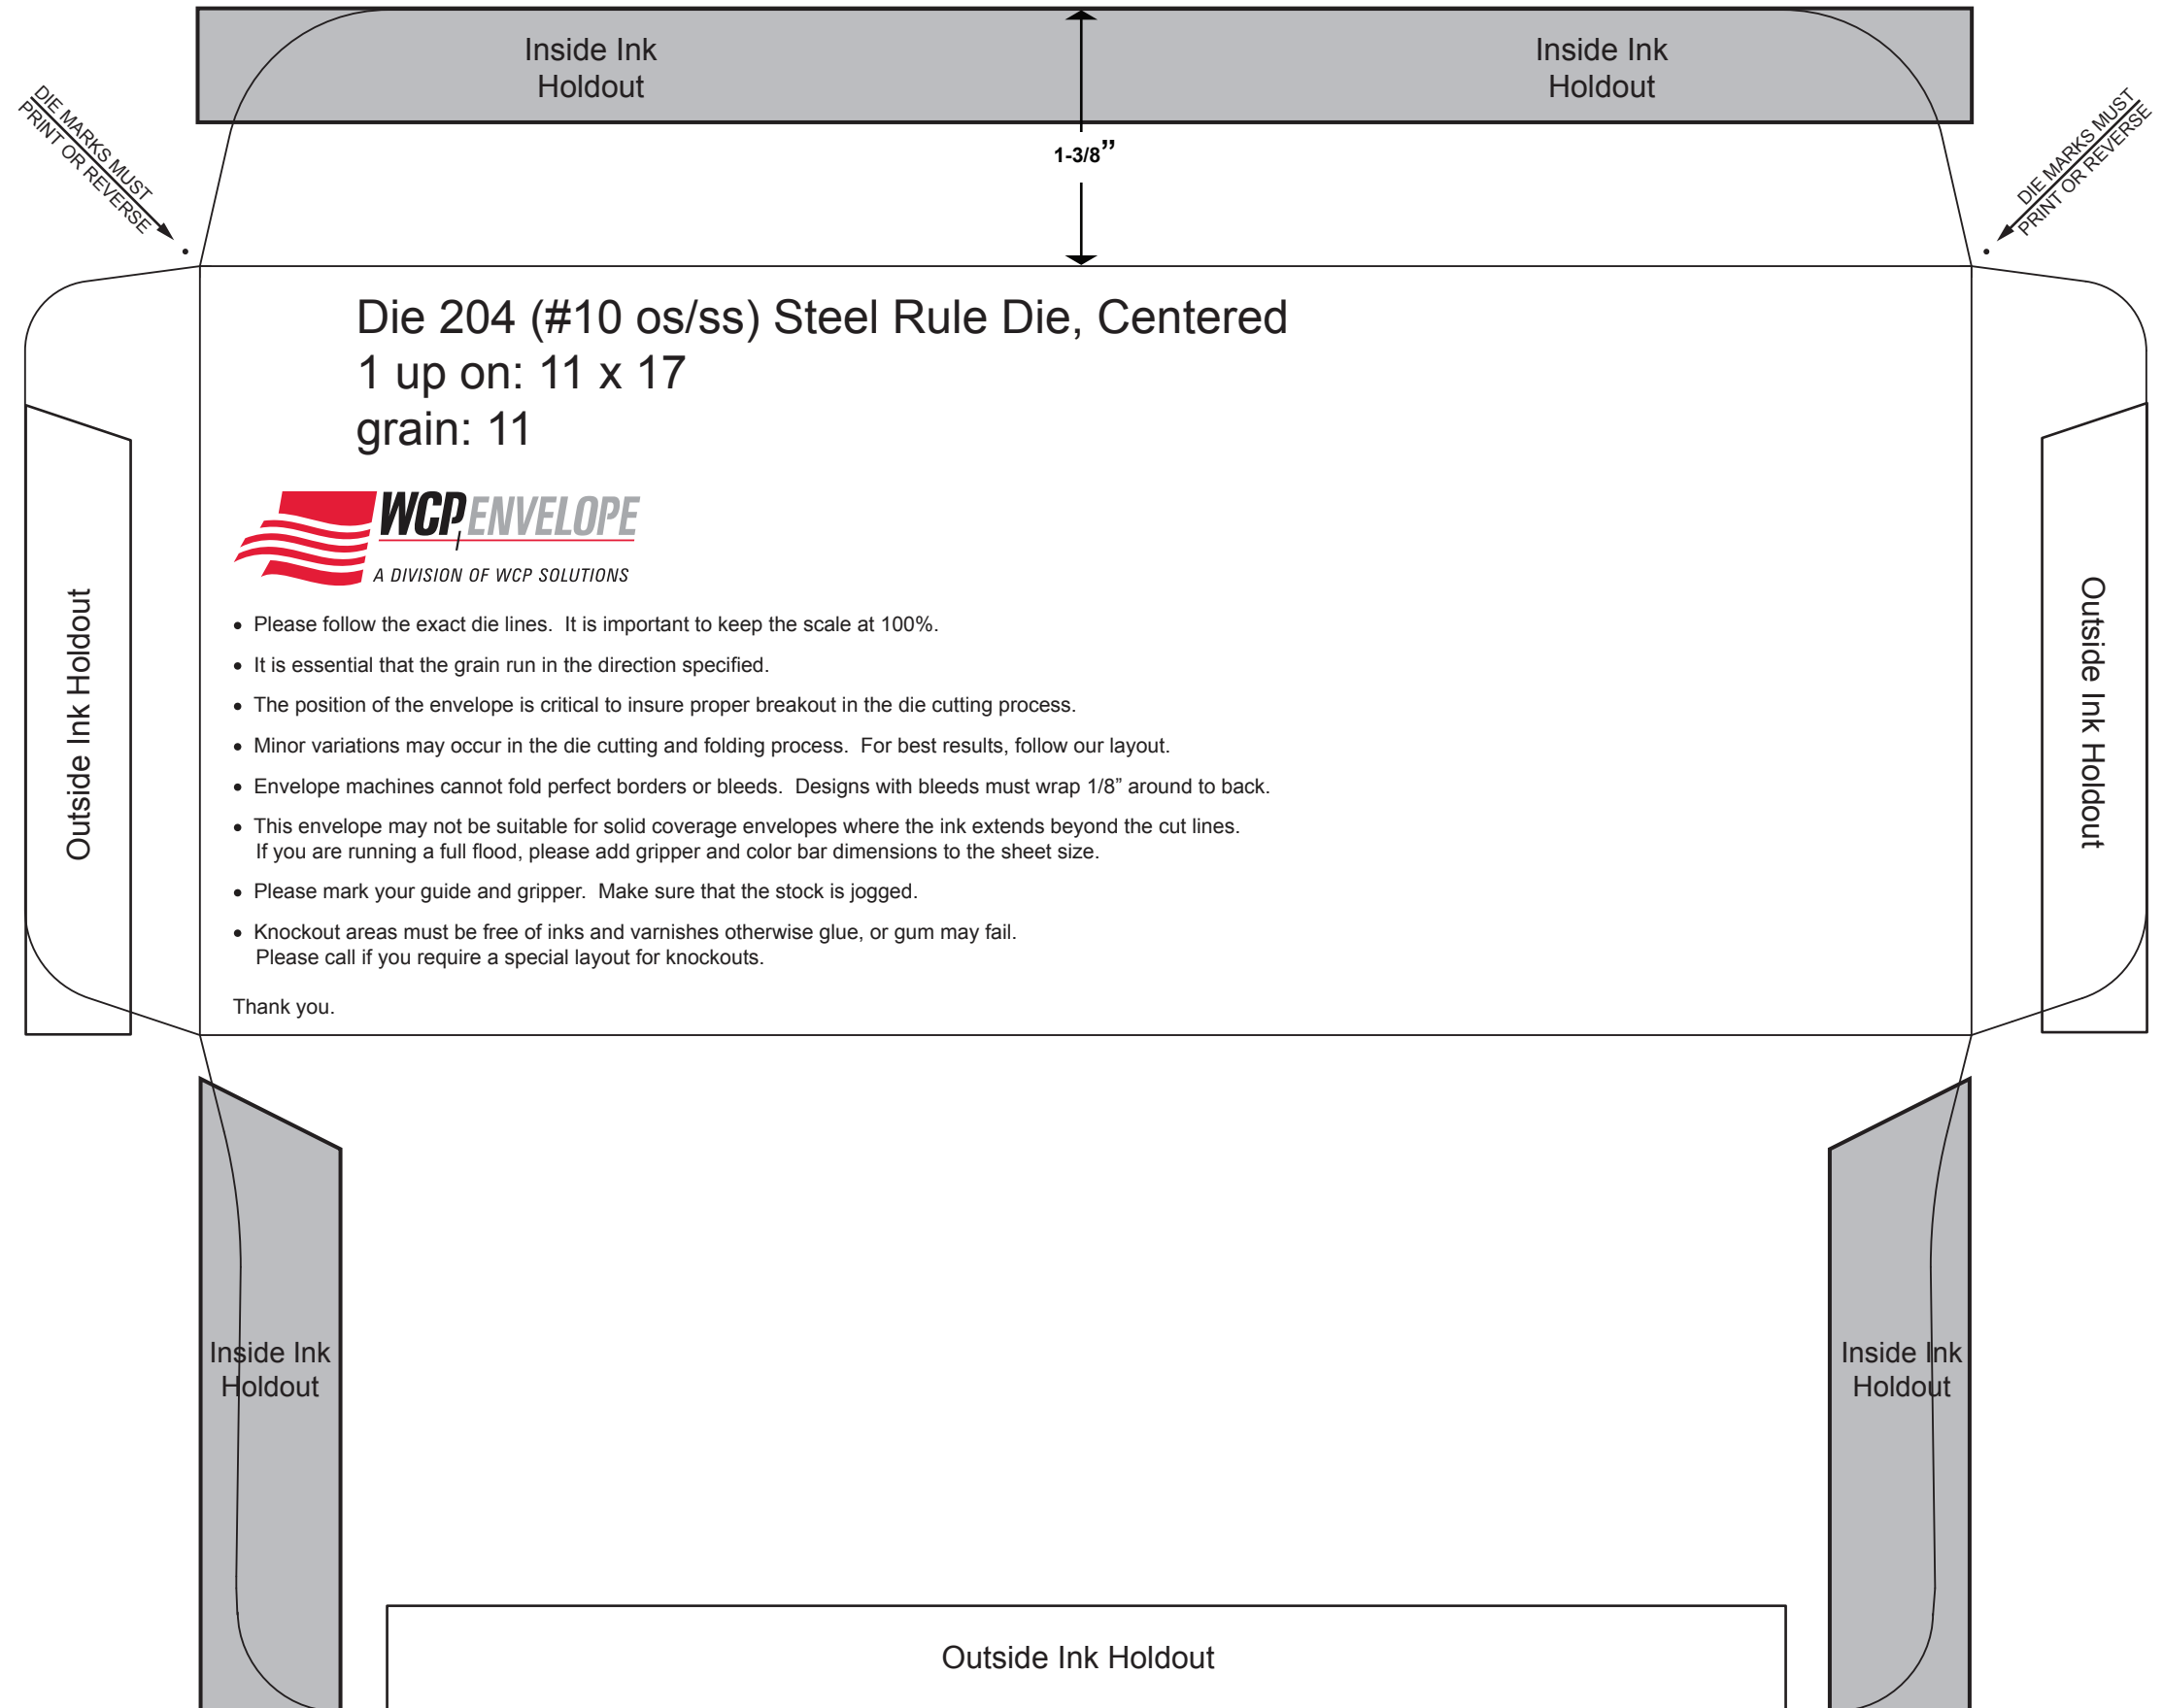 Inside Ink
Holdout
Inside Ink
Holdout
DIE MARKS MUST
PRINT OR REVERSE
1-3/8”
DIE MARKS MUST
PRINT OR REVERSE
Die 204 (#10 os/ss) Steel Rule Die, Centered
1 up on: 11 x 17
grain: 11
WCP ENVELOPE
A DIVISION OF WCP SOLUTIONS
Outside Ink Holdout
Outside Ink Holdout
• Please follow the exact die lines.  It is important to keep the scale at 100%.
• It is essential that the grain run in the direction specified.
• The position of the envelope is critical to insure proper breakout in the die cutting process.
• Minor variations may occur in the die cutting and folding process.  For best results, follow our layout.
• Envelope machines cannot fold perfect borders or bleeds.  Designs with bleeds must wrap 1/8” around to back.
• This envelope may not be suitable for solid coverage envelopes where the ink extends beyond the cut lines.
If you are running a full flood, please add gripper and color bar dimensions to the sheet size.
• Please mark your guide and gripper.  Make sure that the stock is jogged.
• Knockout areas must be free of inks and varnishes otherwise glue, or gum may fail.
Please call if you require a special layout for knockouts.
Thank you.
Inside Ink
Holdout
Inside Ink
Holdout
Outside Ink Holdout